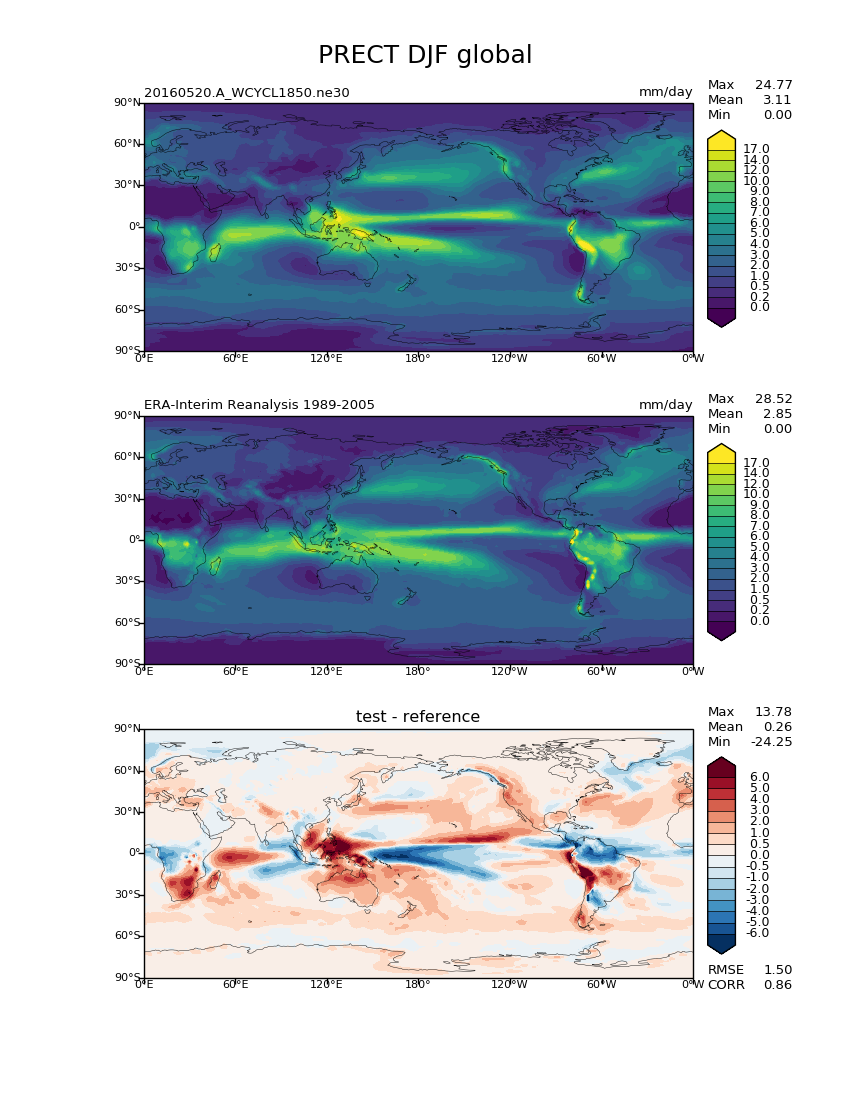 PRECT DJF global
20160520.A_WCYCL1850.ne30 mm/day
Max 24.77
Mean 3.11
Min 0.00
90°N
60°N
30°N
0°
30°S
60°S
90°S
0°E 60°E 120°E 180° 120°W 60°W 0°W
17.0
14.0
12.0
10.0
9.0
8.0
7.0
6.0
5.0
4.0
3.0
2.0
1.0
0.5
0.2
0.0
ERA-Interim Reanalysis 1989-2005 mm/day
Max 28.52
Mean 2.85
Min 0.00
90°N
60°N
30°N
0°
30°S
60°S
90°S
0°E 60°E 120°E 180° 120°W 60°W 0°W
17.0
14.0
12.0
10.0
9.0
8.0
7.0
6.0
5.0
4.0
3.0
2.0
1.0
0.5
0.2
0.0
test - reference
Max 13.78
Mean 0.26
Min -24.25
90°N
60°N
30°N
0°
30°S
60°S
90°S
0°E 60°E 120°E 180° 120°W 60°W 0°W
6.0
5.0
4.0
3.0
2.0
1.0
0.5
0.0
-0.5
-1.0
-2.0
-3.0
-4.0
-5.0
-6.0
RMSE 1.50
CORR 0.86